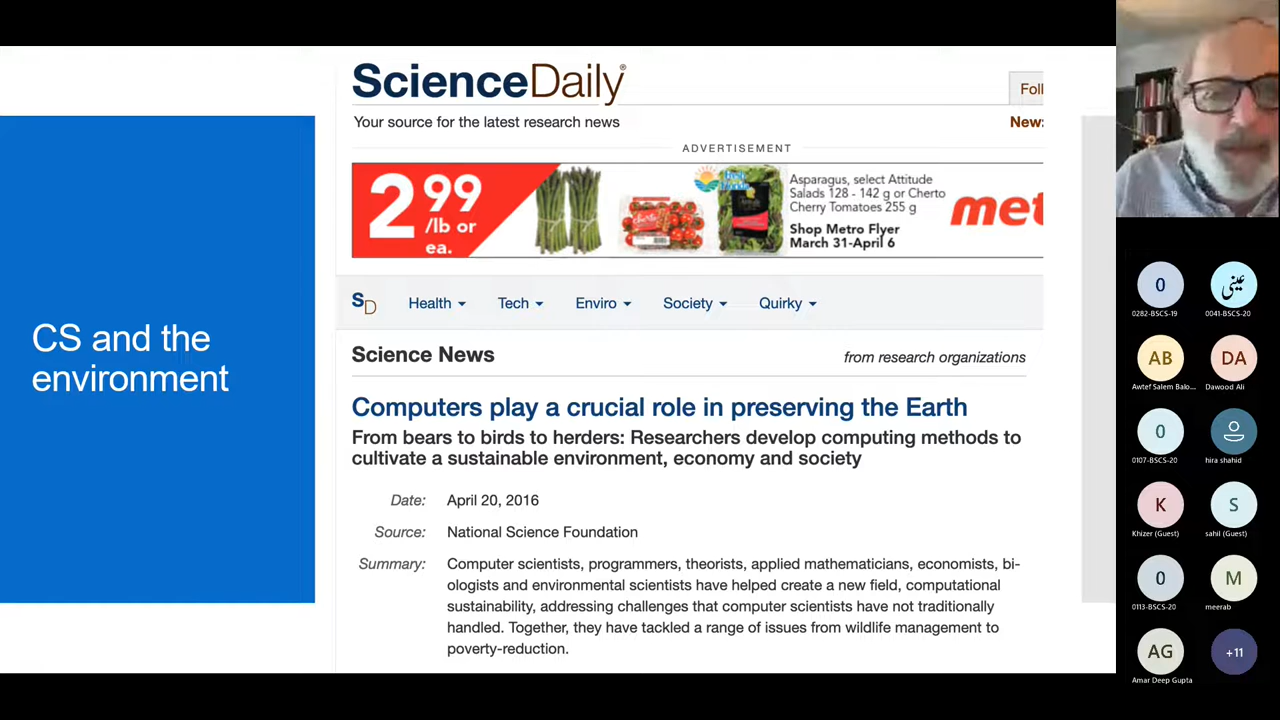 CS and the
environment
ScienceDaily®
Your source for the latest research news
Foll
News
ADVERTISEMENT
2 99
/lb or
ea.
Asparagus, select Attitude
Salads 128 - 142 g or Cherto
Cherry Tomatoes 255 g
Shop Metro Flyer
March 31-April 6
met
SD
Health
Tech
Enviro
Society
Quirky
Science News
from research organizations
Computers play a crucial role in preserving the Earth
From bears to birds to herders: Researchers develop computing methods to
cultivate a sustainable environment, economy and society
Date: April 20, 2016
Source: National Science Foundation
Summary: Computer scientists, programmers, theorists, applied mathematicians, economists, bi-
ologists and environmental scientists have helped create a new field, computational
sustainability, addressing challenges that computer scientists have not traditionally
handled. Together, they have tackled a range of issues from wildlife management to
poverty-reduction.
0
0282-BSCS-19
عینی
0041-BSCS-20
AB
Awtef Salem Balo...
DA
Dawood Ali
0
0107-BSCS-20
hira shahid
K
Khizer (Guest)
S
sahil (Guest)
0
0113-BSCS-20
M
meerab
AG
Amar Deep Gupta
+11